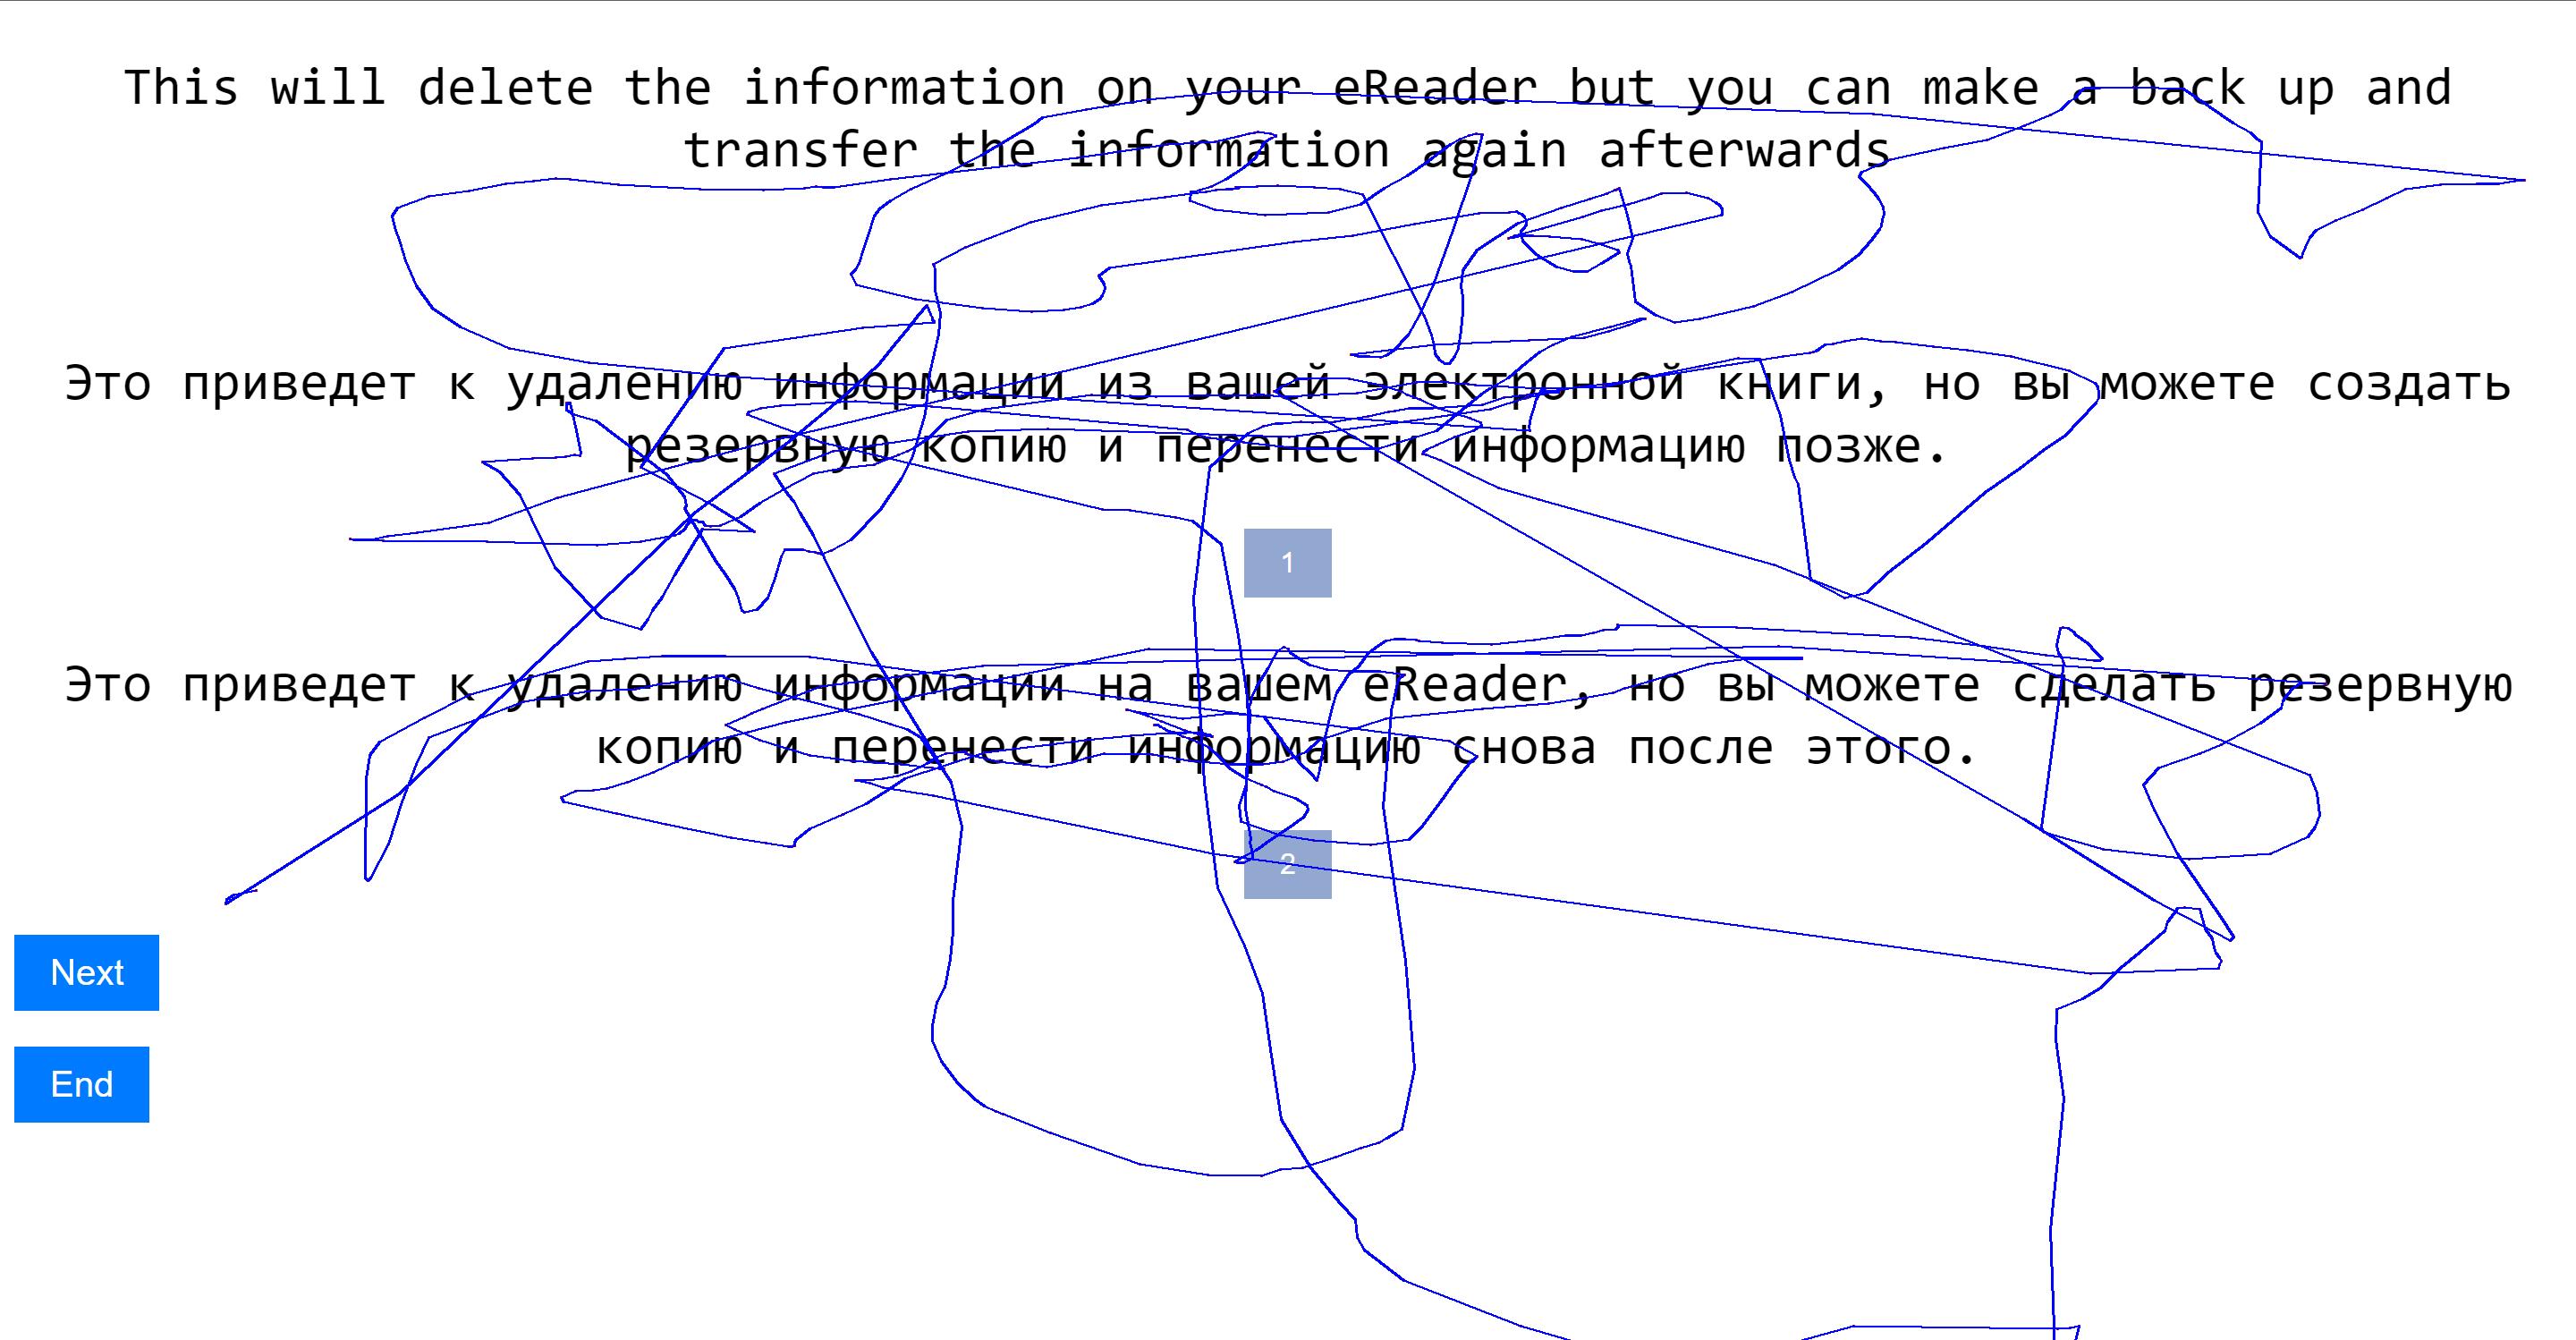 This will delete the information on your eReader but you can make a back up and
transfer the information again afterwards
Это приведет к удалению информации из вашей электронной книги, но вы можете создать
резервную копию и перенести информацию позже.
1
Это приведет к удалению информации на вашем eReader, но вы можете сделать резервную
копию и перенести информацию снова после этого.
2
Next
End